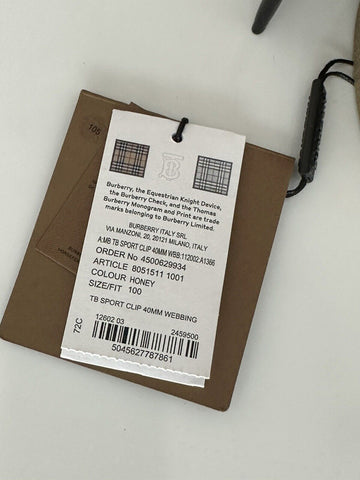 106
TB
Burberry, the Equestrian Knight Device,
the Burberry Check, and the Thomas
Burberry Monogram and Print are trade
marks belonging to Burberry Limited.
BURBERRY ITALY SRL
VIA MANZONI, 20, 20121 MILANO, ITALY
A:MB TB SPORT CLIP 40MM WBB:112002:A1366
ORDER No 4500629934
ARTICLE 8051511 1001
COLOUR HONEY
SIZE/FIT 100
TB SPORT CLIP 40MM WEBBING
12602 03
2459500
72C
5045627787861